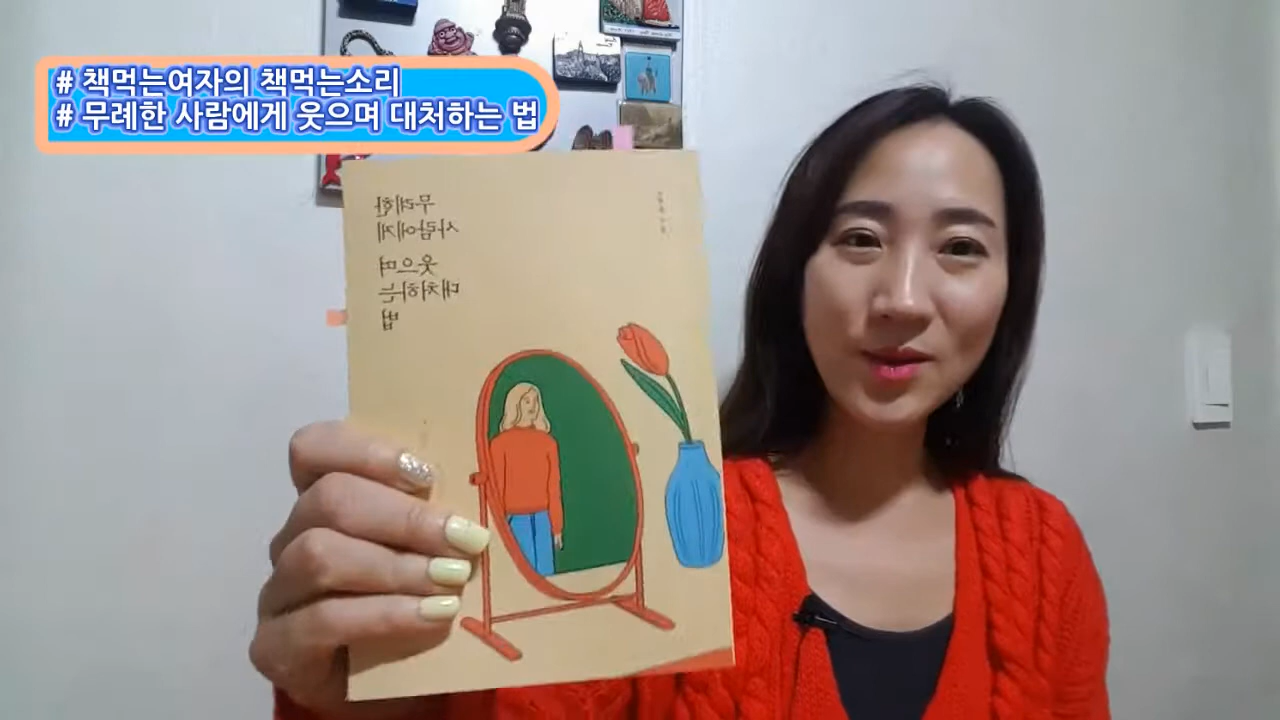 # 책먹는여자의 책먹는소리
# 무례한 사람에게 웃으며 대처하는 법
무례한
사람에게
웃으며
대처하는
법